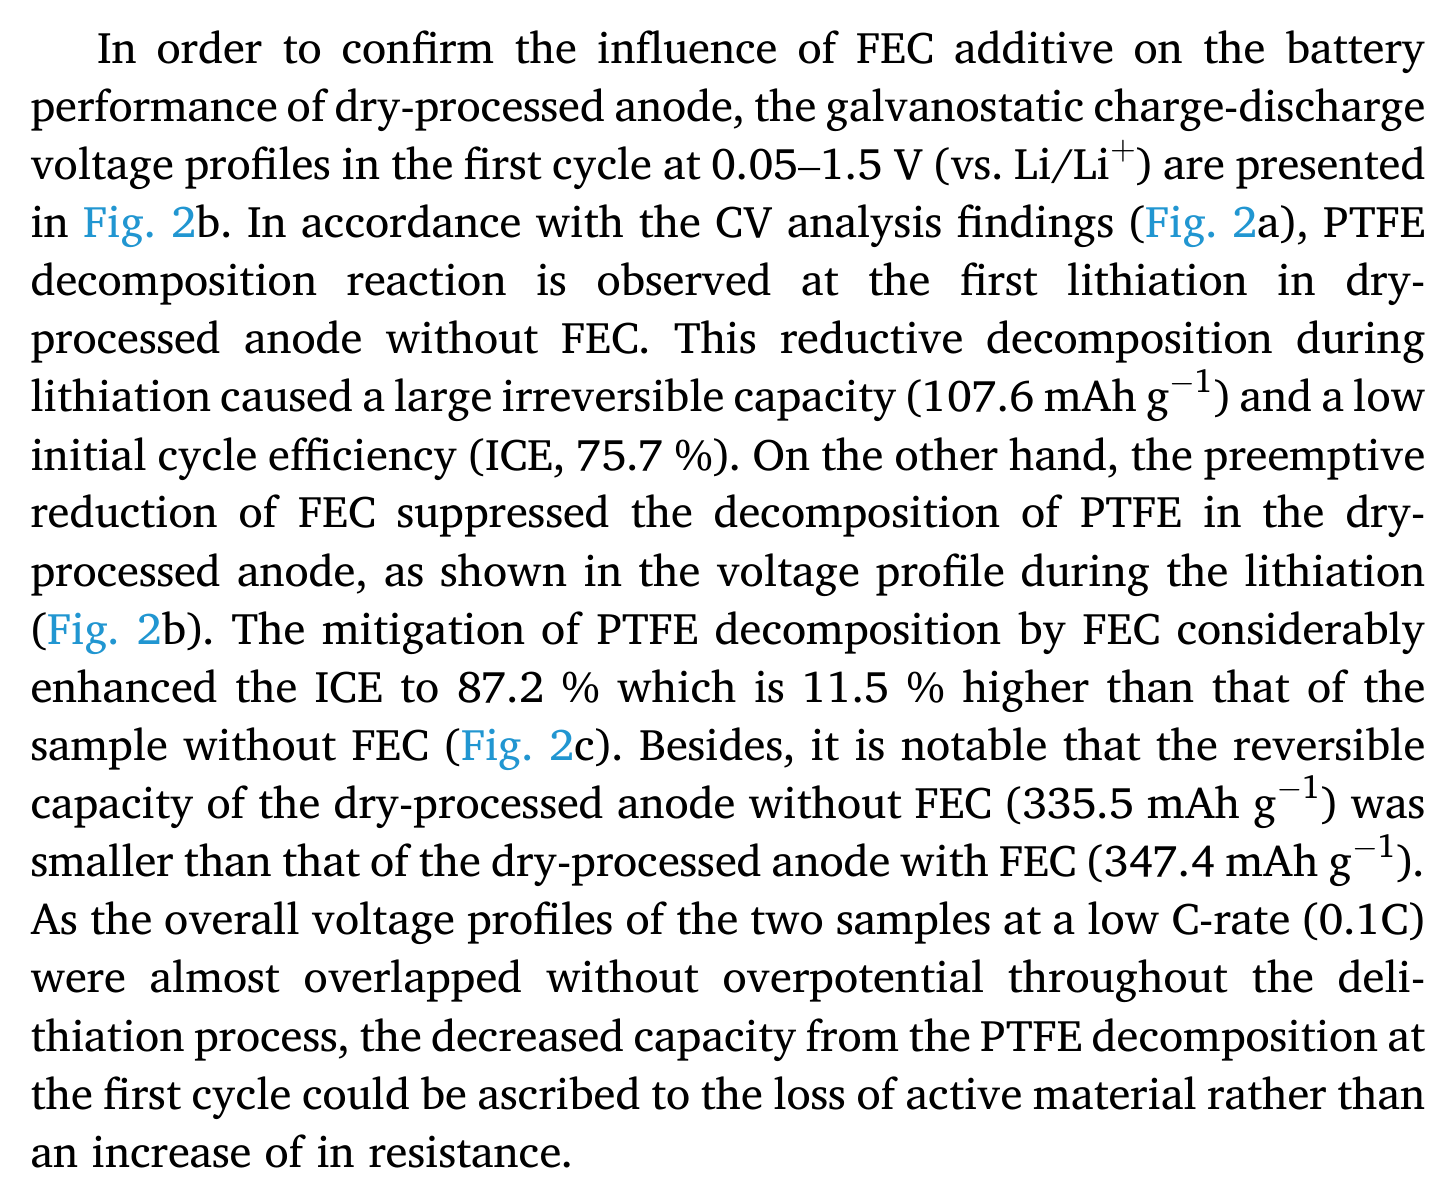 In order to confirm the influence of FEC additive on the battery
performance of dry-processed anode, the galvanostatic charge-discharge
voltage profiles in the first cycle at 0.05–1.5 V (vs. Li/Li⁺) are presented
in Fig. 2b. In accordance with the CV analysis findings (Fig. 2a), PTFE
decomposition reaction is observed at the first lithiation in dry-
processed anode without FEC. This reductive decomposition during
lithiation caused a large irreversible capacity (107.6 mAh g⁻¹) and a low
initial cycle efficiency (ICE, 75.7 %). On the other hand, the preemptive
reduction of FEC suppressed the decomposition of PTFE in the dry-
processed anode, as shown in the voltage profile during the lithiation
(Fig. 2b). The mitigation of PTFE decomposition by FEC considerably
enhanced the ICE to 87.2 % which is 11.5 % higher than that of the
sample without FEC (Fig. 2c). Besides, it is notable that the reversible
capacity of the dry-processed anode without FEC (335.5 mAh g⁻¹) was
smaller than that of the dry-processed anode with FEC (347.4 mAh g⁻¹).
As the overall voltage profiles of the two samples at a low C-rate (0.1C)
were almost overlapped without overpotential throughout the deli-
thiation process, the decreased capacity from the PTFE decomposition at
the first cycle could be ascribed to the loss of active material rather than
an increase of in resistance.